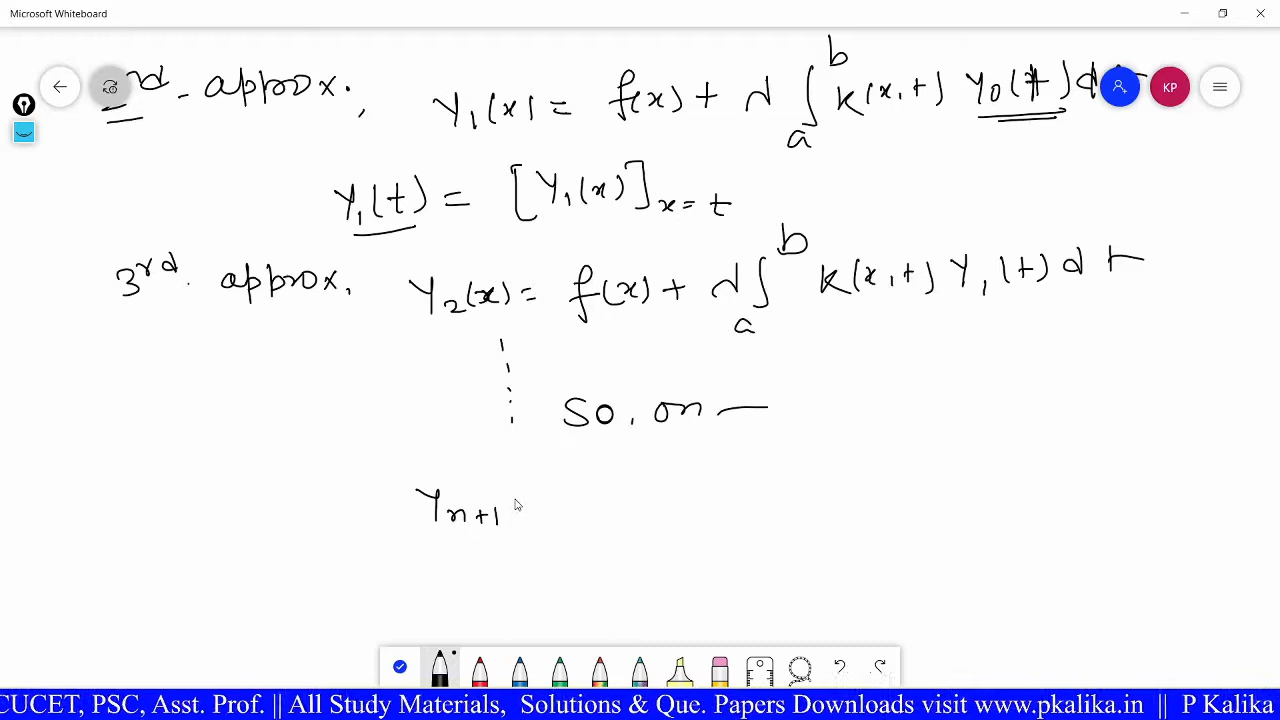 Microsoft Whiteboard
2nd - approx. , Y₁(x) = f(x) + λ ∫ₐᵇ K(x,t) Y₀(t) dt
KP
Y₁(t) = [Y₁(x)]ₓ₌ₜ
3rd. approx. Y₂(x) = f(x) + λ ∫ₐᵇ K(x,t) Y₁(t) dt
So, on —
Yₙ₊₁
CUCET, PSC, Asst. Prof. || All Study Materials, Solutions & Que. Papers Downloads visit www.pkalika.in || P Kalika